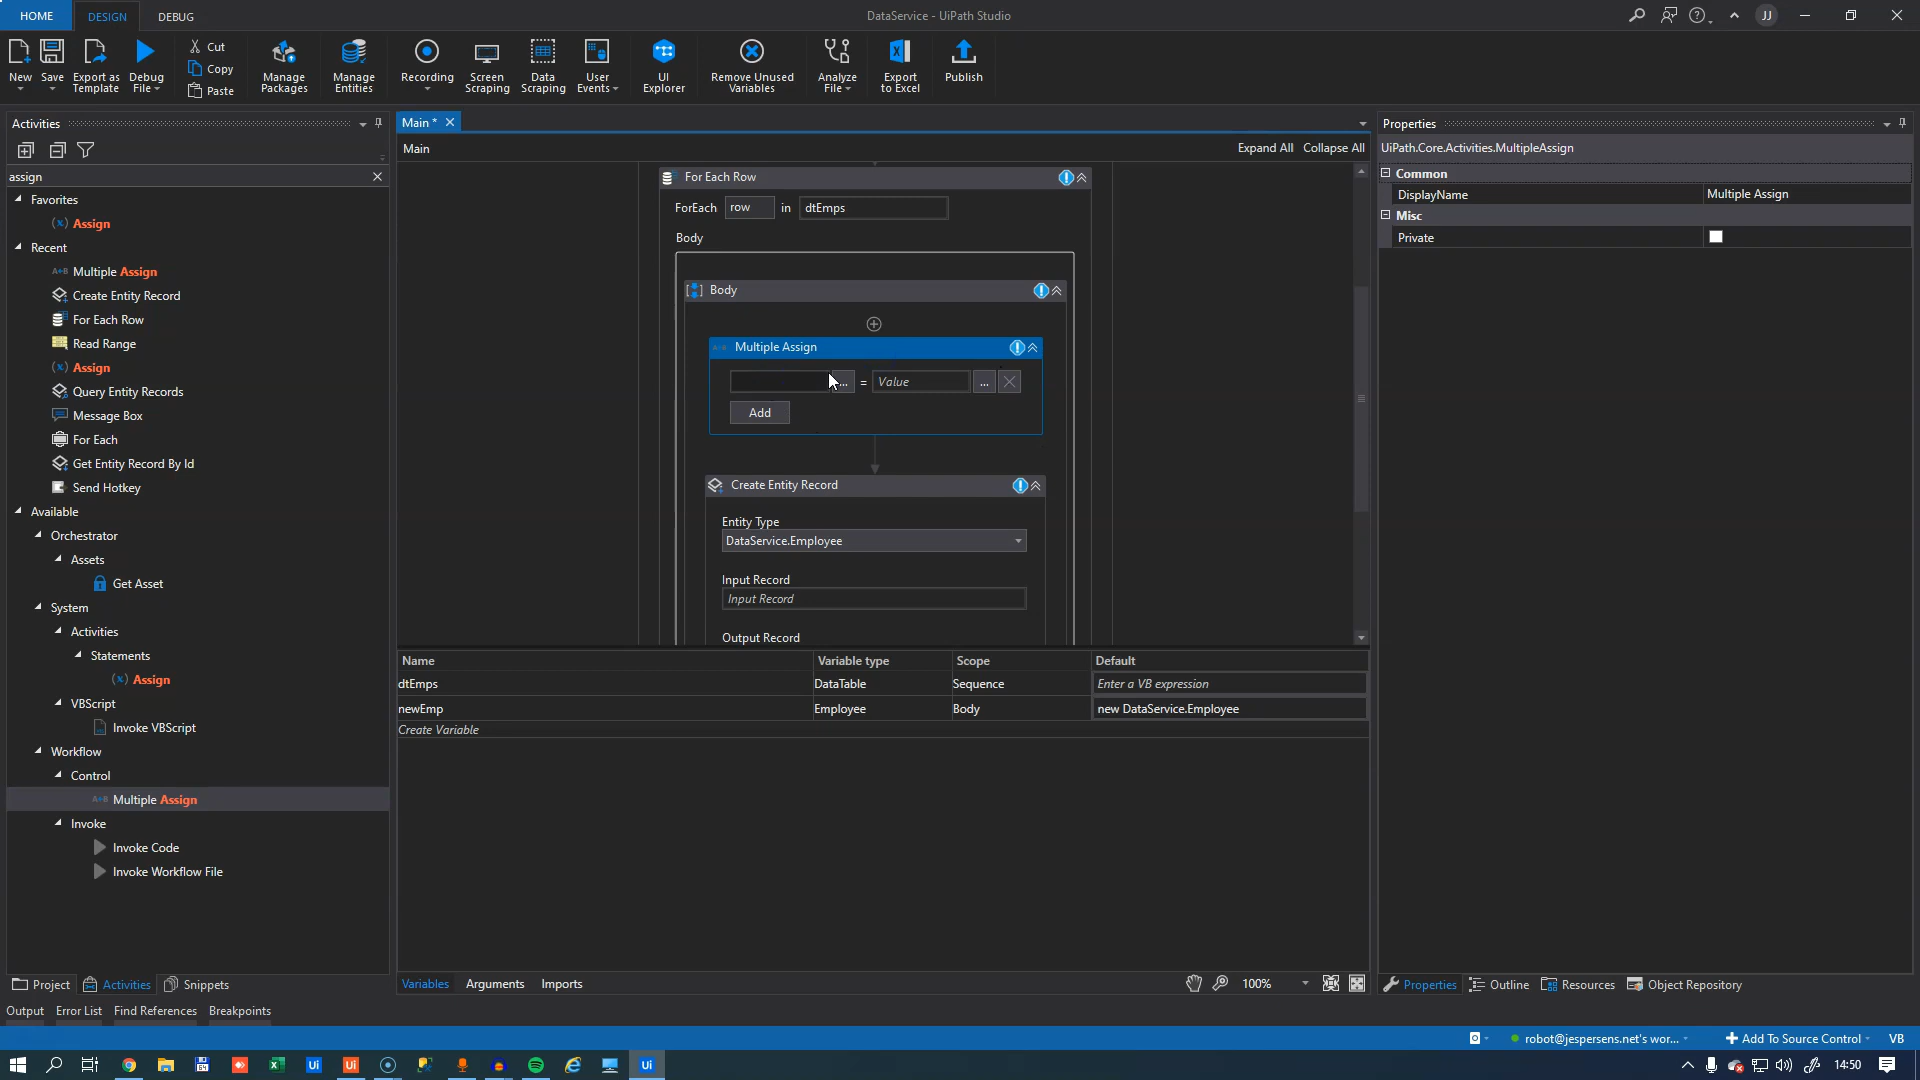 HOME DESIGN DEBUG DataService - UiPath Studio JJ
New Save Export as Template Debug File Cut Copy Paste Manage Packages Manage Entities Recording Screen Scraping Data Scraping User Events UI Explorer Remove Unused Variables Analyze File Export to Excel Publish
Activities
assign
Favorites
Assign
Recent
Multiple Assign
Create Entity Record
For Each Row
Read Range
Assign
Query Entity Records
Message Box
For Each
Get Entity Record By Id
Send Hotkey
Available
Orchestrator
Assets
Get Asset
System
Activities
Statements
Assign
VBScript
Invoke VBScript
Workflow
Control
Multiple Assign
Invoke
Invoke Code
Invoke Workflow File
Project Activities Snippets
Main *
Main Expand All Collapse All
For Each Row
ForEach row in dtEmps
Body
Body
Multiple Assign
... = Value ...
Add
Create Entity Record
Entity Type
DataService.Employee
Input Record
Input Record
Output Record
Name Variable type Scope Default
dtEmps DataTable Sequence Enter a VB expression
newEmp Employee Body new DataService.Employee
Create Variable
Variables Arguments Imports 100%
Properties
UiPath.Core.Activities.MultipleAssign
Common
DisplayName Multiple Assign
Misc
Private
Properties Outline Resources Object Repository
Output Error List Find References Breakpoints
robot@jespersens.net's wor... Add To Source Control VB
64 Ui Ui Ui 14:50